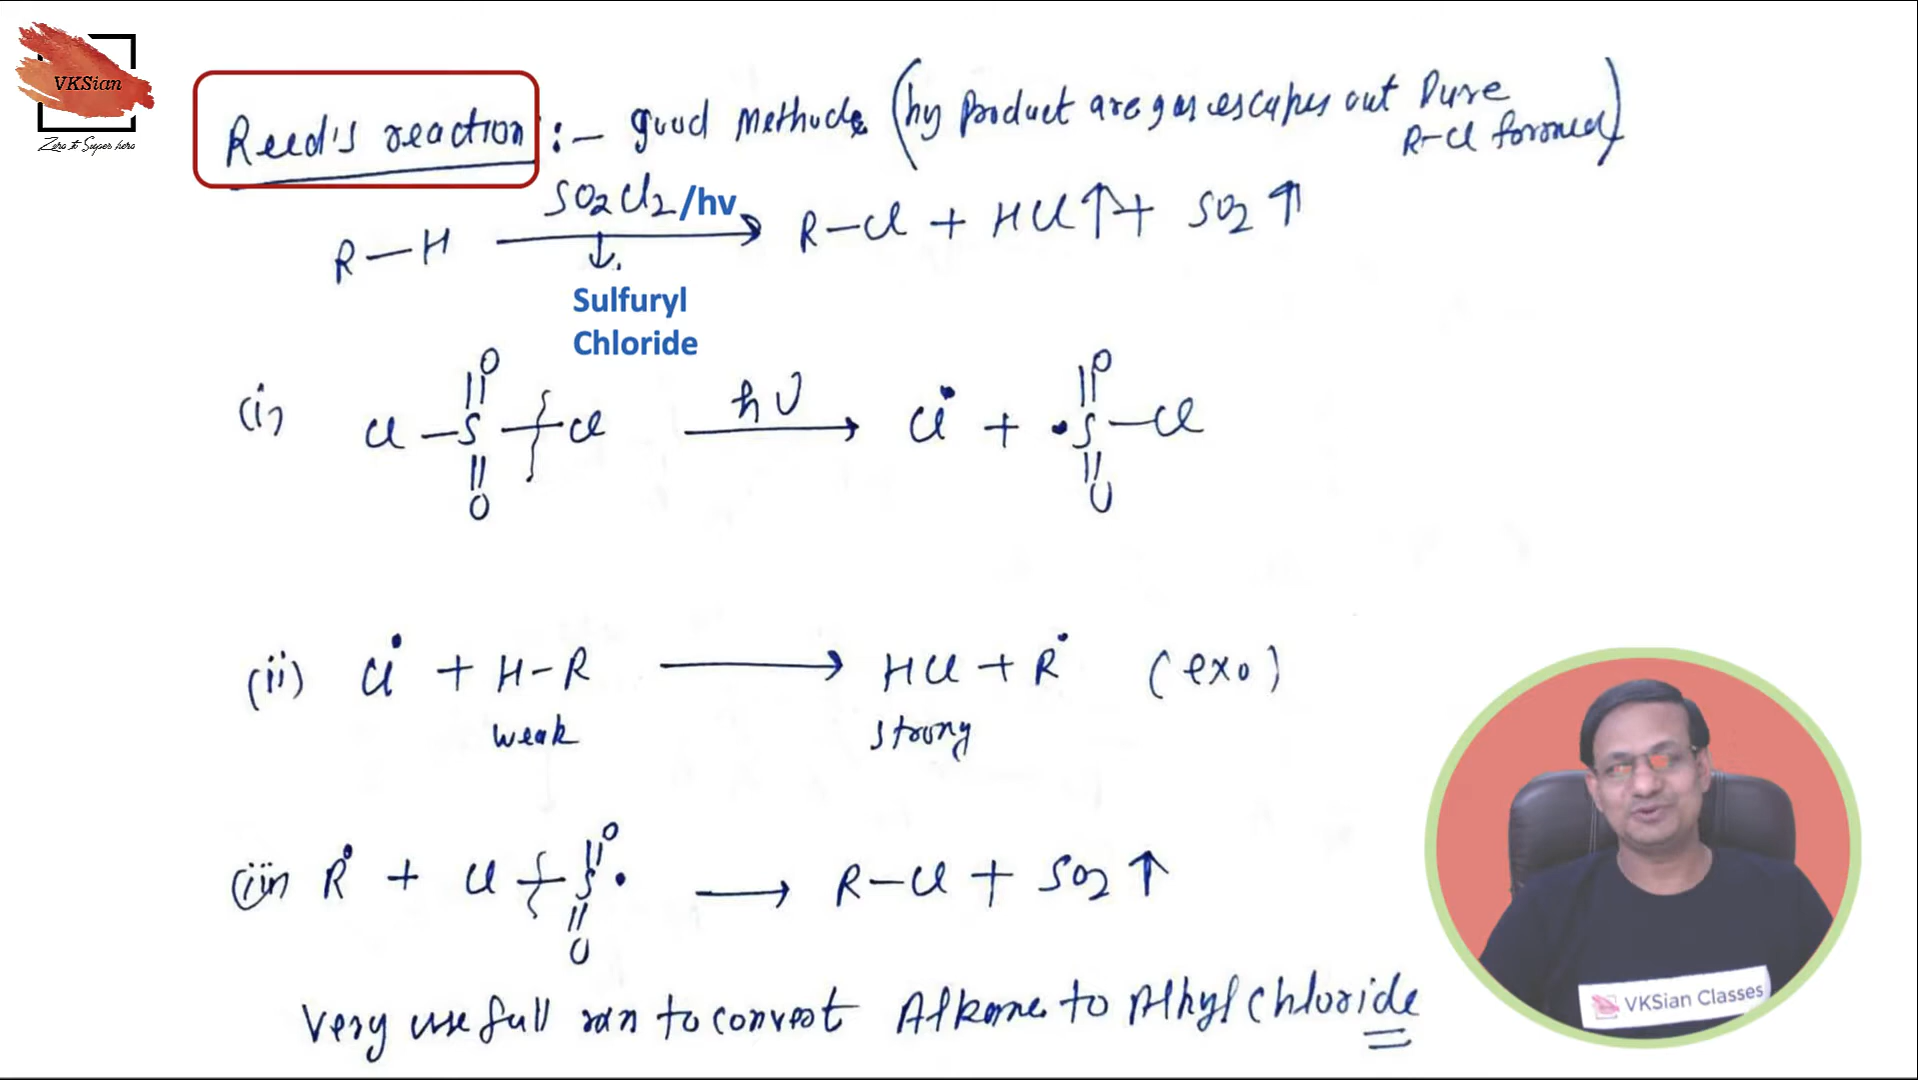 VKSian
Zero to Super hero
Reed's reaction :– good Methods (by Product are gas escapes out Pure
R–Cl formed)
SO2Cl2/hv
R–H → R–Cl + HCl↑ + SO2↑
↓
Sulfuryl
Chloride
O
(i) Cl–S–Cl hν → Cl• + •S–Cl
O O
(ii) Cl• + H–R → HCl + R• (exo)
weak strong
O
(iii) R• + Cl–S• → R–Cl + SO2↑
O
Very usefull rxn to convert Alkane to Alkyl chloride
VKSian Classes